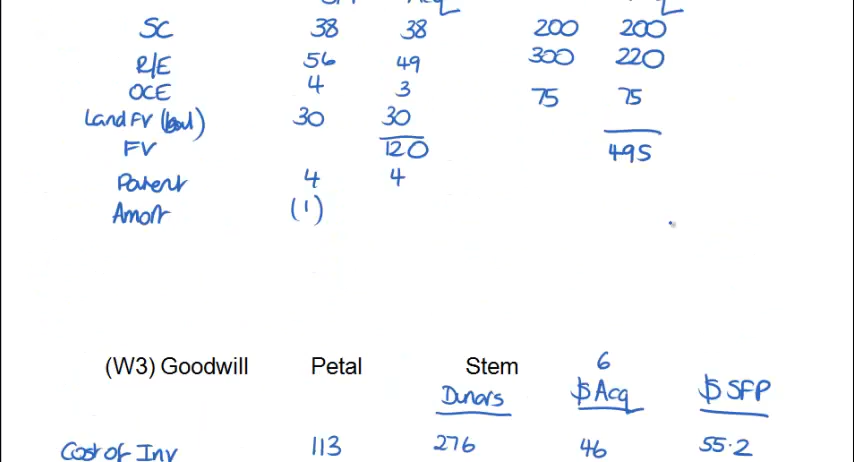 SC 38 38 200 200
R/E 56 49 300 220
OCE 4 3 75 75
Land FV (bal) 30 30
FV 120 495
Patent 4 4
Amort (1)
(W3) Goodwill Petal Stem 6
Dinars $Acq $SFP
Cost of Inv 113 276 46 55.2